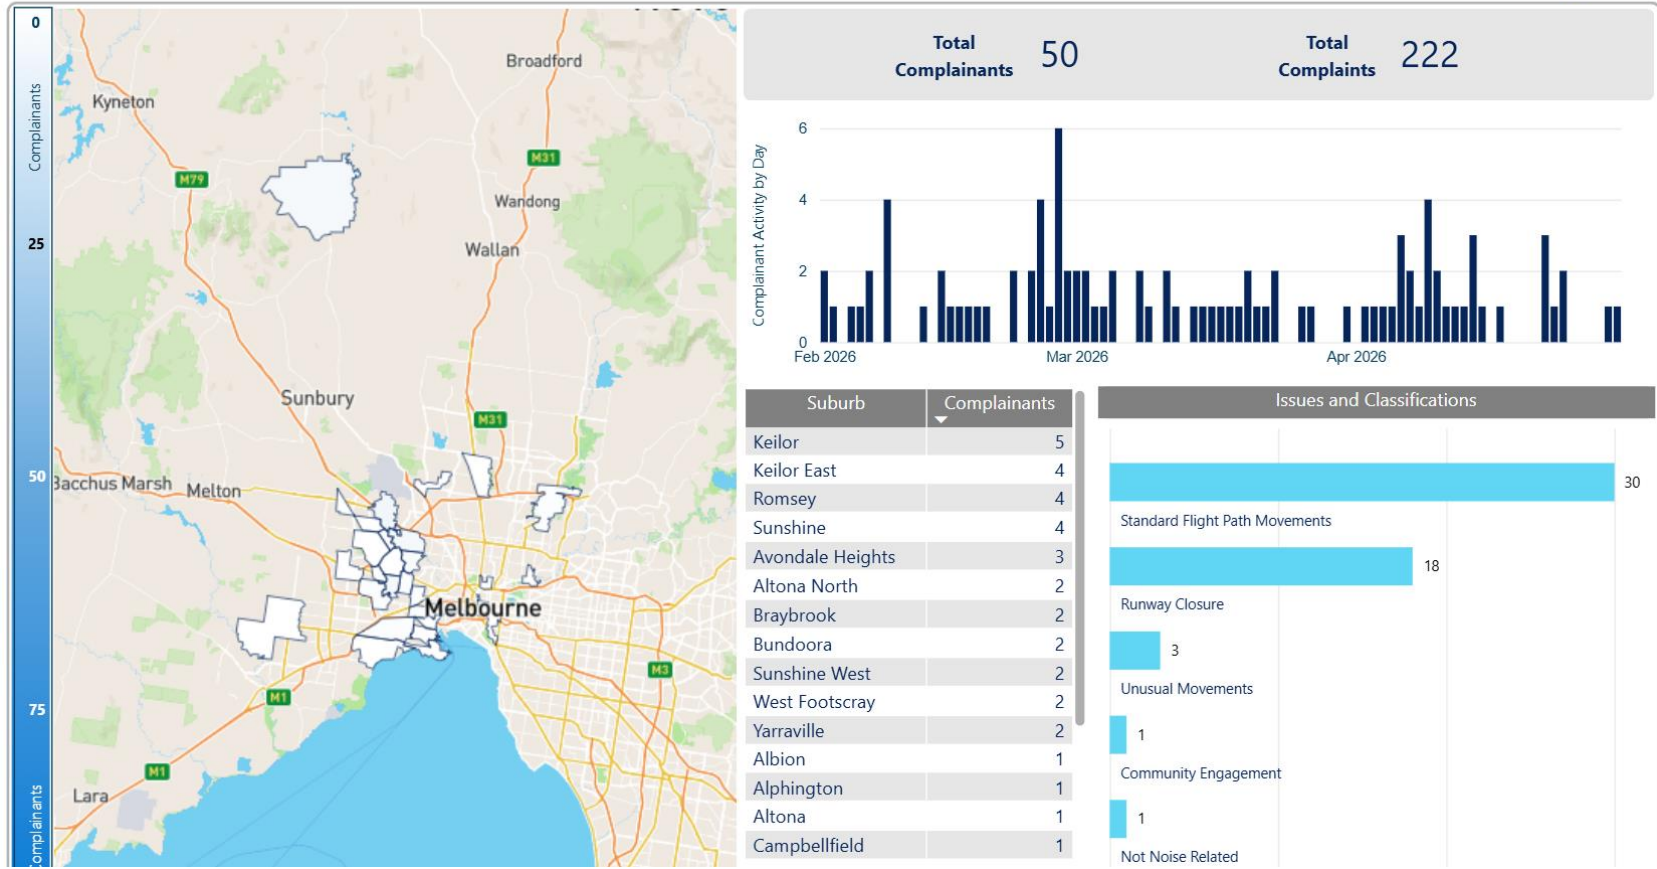 0
Complainants
25
50
75
Complainants
Broadford
Kyneton
M31
M79
Wandong
Wallan
Sunbury
M31
Bacchus Marsh
Melton
Melbourne
M3
M1
M1
Lara
Total Complainants
50
Total Complaints
222
Complainant Activity by Day
6
4
2
0
Feb 2026
Mar 2026
Apr 2026
Suburb Complainants
Keilor 5
Keilor East 4
Romsey 4
Sunshine 4
Avondale Heights 3
Altona North 2
Braybrook 2
Bundoora 2
Sunshine West 2
West Footscray 2
Yarraville 2
Albion 1
Alphington 1
Altona 1
Campbellfield 1
Issues and Classifications
30
Standard Flight Path Movements
18
Runway Closure
3
Unusual Movements
1
Community Engagement
1
Not Noise Related